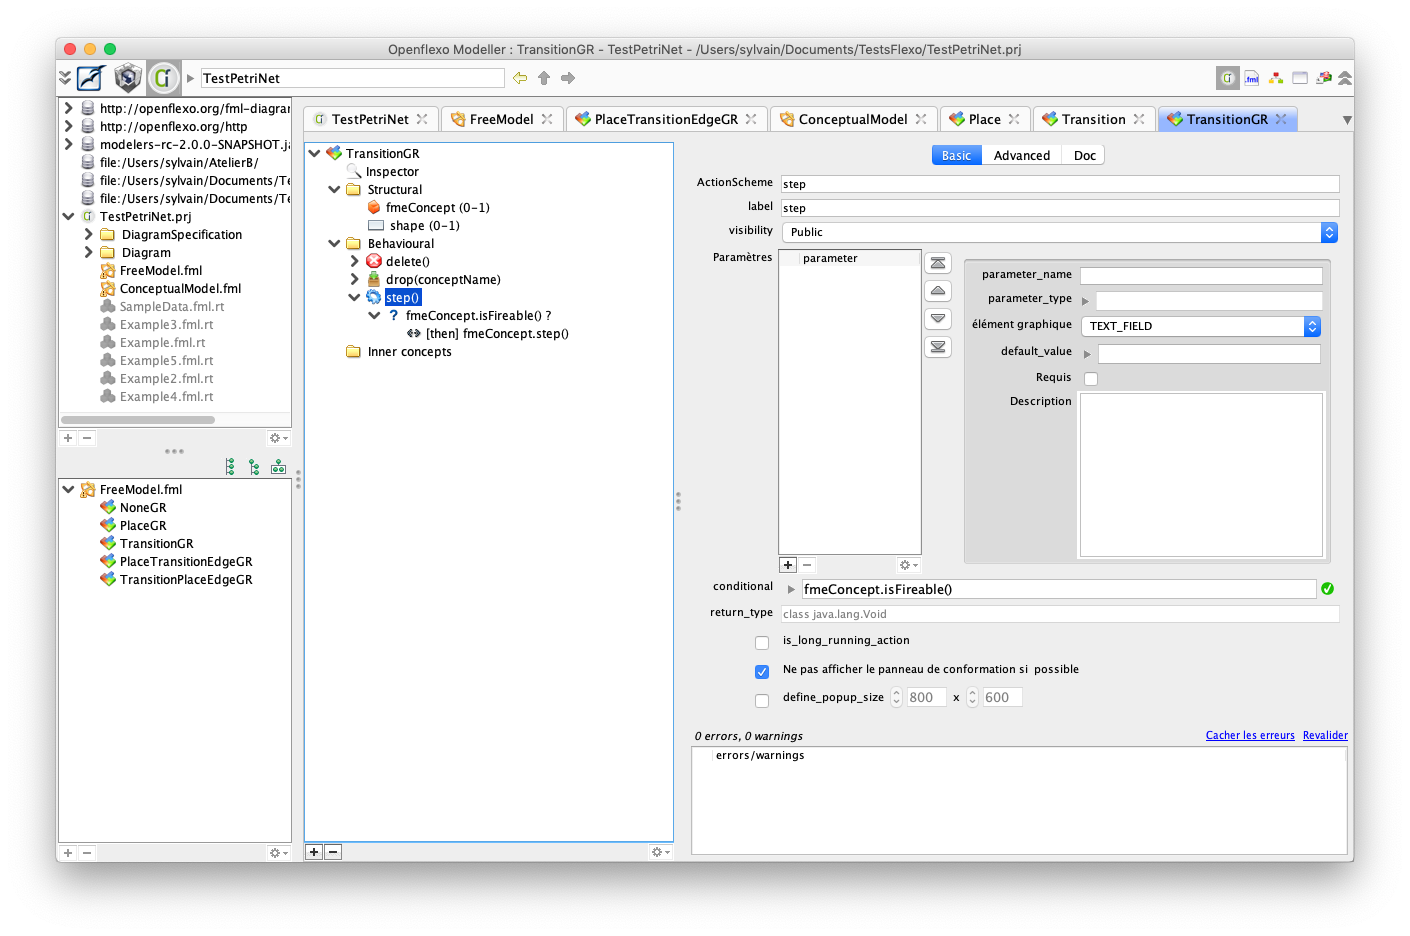 Openflexo Modeller : TransitionGR - TestPetriNet - /Users/sylvain/Documents/TestsFlexo/TestPetriNet.prj
TestPetriNet
.fml
http://openflexo.org/fml-diagran
http://openflexo.org/http
modelers-rc-2.0.0-SNAPSHOT.ja
file:/Users/sylvain/AtelierB/
file:/Users/sylvain/Documents/Te
file:/Users/sylvain/Documents/Te
TestPetriNet.prj
DiagramSpecification
Diagram
FreeModel.fml
ConceptualModel.fml
SampleData.fml.rt
Example3.fml.rt
Example.fml.rt
Example5.fml.rt
Example2.fml.rt
Example4.fml.rt
FreeModel.fml
NoneGR
PlaceGR
TransitionGR
PlaceTransitionEdgeGR
TransitionPlaceEdgeGR
TestPetriNet
FreeModel
PlaceTransitionEdgeGR
ConceptualModel
Place
Transition
TransitionGR
TransitionGR
Inspector
Structural
fmeConcept (0-1)
shape (0-1)
Behavioural
delete()
drop(conceptName)
step()
? fmeConcept.isFireable() ?
[then] fmeConcept.step()
Inner concepts
Basic Advanced Doc
ActionScheme step
label step
visibility Public
Paramètres parameter
parameter_name
parameter_type
élément graphique TEXT_FIELD
default_value
Requis
Description
conditional fmeConcept.isFireable()
return_type class java.lang.Void
is_long_running_action
Ne pas afficher le panneau de conformation si possible
define_popup_size 800 x 600
0 errors, 0 warnings Cacher les erreurs Revalider
errors/warnings